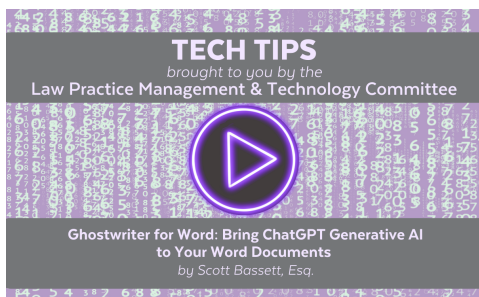 TECH TIPS
brought to you by the
Law Practice Management & Technology Committee
Ghostwriter for Word: Bring ChatGPT Generative AI
to Your Word Documents
by Scott Bassett, Esq.